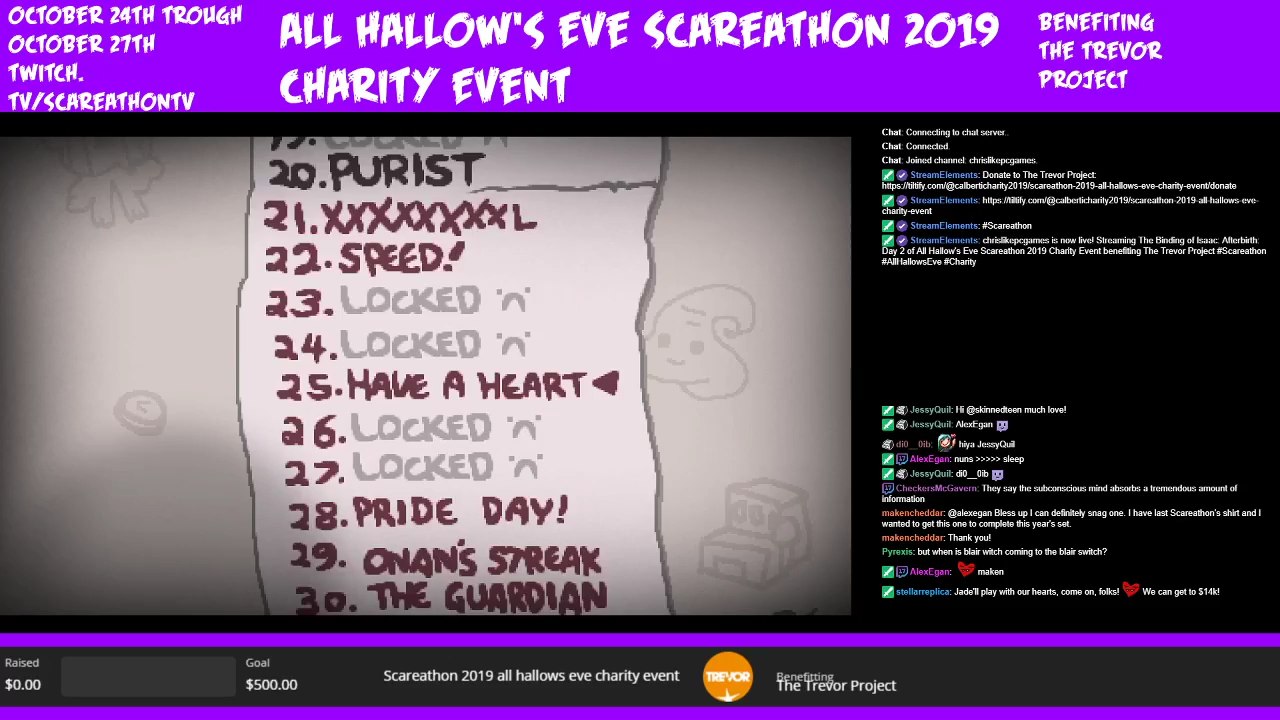 OCTOBER 24TH TROUGH
OCTOBER 27TH
TWITCH.
TV/SCAREATHONTV
ALL HALLOW'S EVE SCAREATHON 2019
CHARITY EVENT
BENEFITING
THE TREVOR
PROJECT
19. LOCKED 'n'
20. PURIST
21. XXXXXXXXL
22. SPEED!
23. LOCKED 'n'
24. LOCKED 'n'
25. HAVE A HEART
26. LOCKED 'n'
27. LOCKED 'n'
28. PRIDE DAY!
29. ONAN'S STREAK
30. THE GUARDIAN
Chat: Connecting to chat server..
Chat: Connected.
Chat: Joined channel: chrislikepcgames.
StreamElements: Donate to The Trevor Project:
https://tiltify.com/@calberticharity2019/scareathon-2019-all-hallows-eve-charity-event/donate
StreamElements: https://tiltify.com/@calberticharity2019/scareathon-2019-all-hallows-eve-
charity-event
StreamElements: #Scareathon
StreamElements: chrislikepcgames is now live! Streaming The Binding of Isaac: Afterbirth:
Day 2 of All Hallow's Eve Scareathon 2019 Charity Event benefiting The Trevor Project #Scareathon
#AllHallowsEve #Charity
JessyQuil: Hi @skinnedteen much love!
JessyQuil: AlexEgan
di0__0ib: hiya JessyQuil
AlexEgan: nuns >>>>> sleep
JessyQuil: di0__0ib
CheckersMcGavern: They say the subconscious mind absorbs a tremendous amount of
information
makencheddar: @alexegan Bless up I can definitely snag one. I have last Scareathon's shirt and I
wanted to get this one to complete this year's set.
makencheddar: Thank you!
Pyrexis: but when is blair witch coming to the blair switch?
AlexEgan: maken
stellarreplica: Jade'll play with our hearts, come on, folks! We can get to $14k!
Raised
$0.00
Goal
$500.00
Scareathon 2019 all hallows eve charity event
TREVOR
Benefitting
The Trevor Project